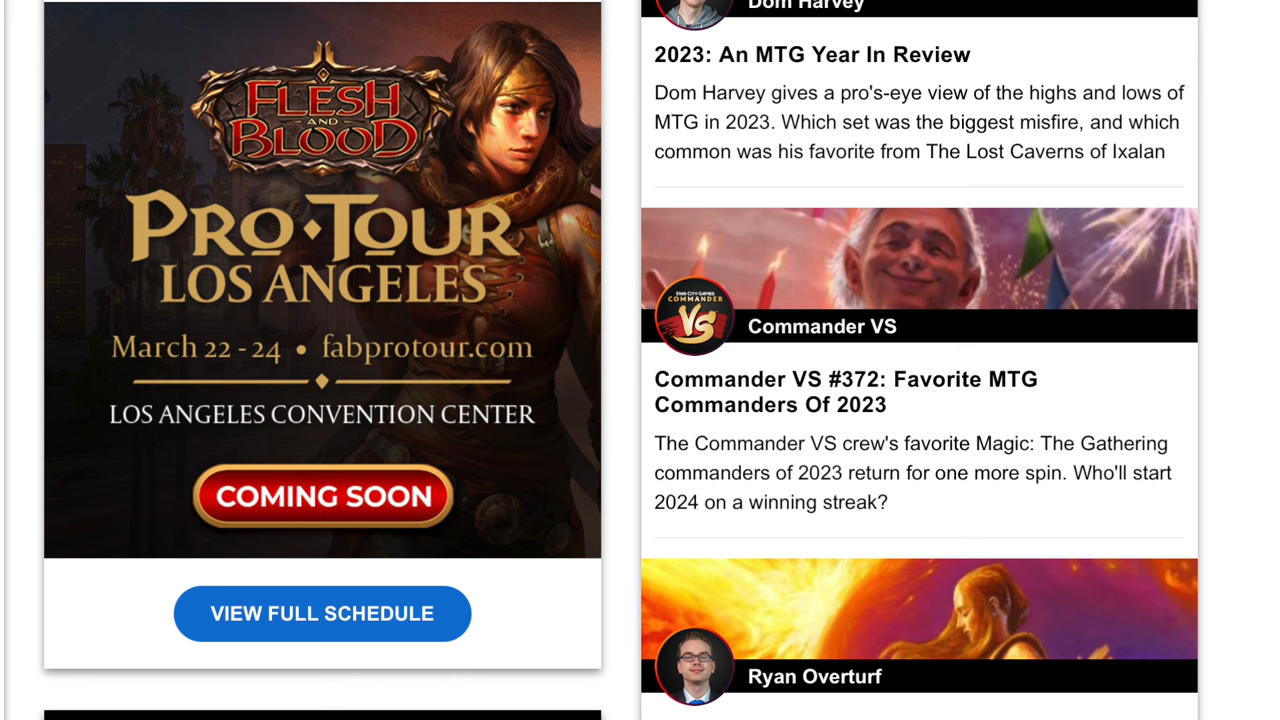 FLESH
AND
BLOOD
PRO•TOUR
LOS ANGELES
March 22 - 24 • fabprotour.com
LOS ANGELES CONVENTION CENTER
COMING SOON
VIEW FULL SCHEDULE
Dom Harvey
2023: An MTG Year In Review
Dom Harvey gives a pro's-eye view of the highs and lows of
MTG in 2023. Which set was the biggest misfire, and which
common was his favorite from The Lost Caverns of Ixalan
STAR CITY GAMES
COMMANDER
VS
Commander VS
Commander VS #372: Favorite MTG
Commanders Of 2023
The Commander VS crew's favorite Magic: The Gathering
commanders of 2023 return for one more spin. Who'll start
2024 on a winning streak?
Ryan Overturf